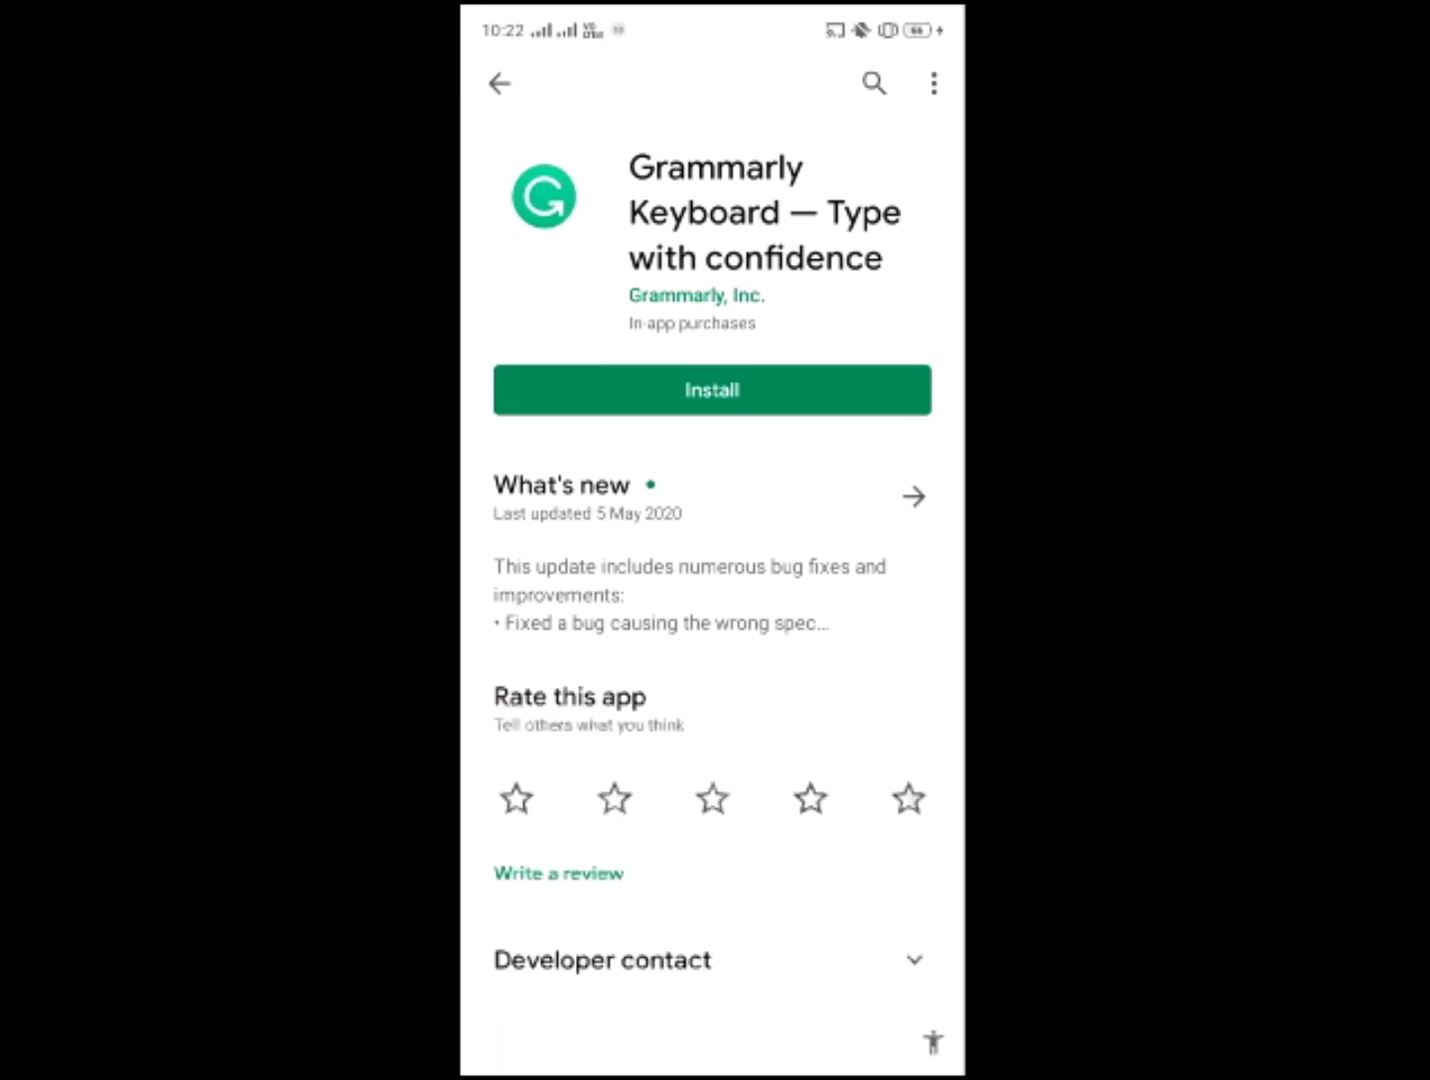 10:22
66
Grammarly
Keyboard — Type
with confidence
Grammarly, Inc.
In-app purchases
Install
What's new
Last updated 5 May 2020
This update includes numerous bug fixes and
improvements:
• Fixed a bug causing the wrong spec...
Rate this app
Tell others what you think
Write a review
Developer contact